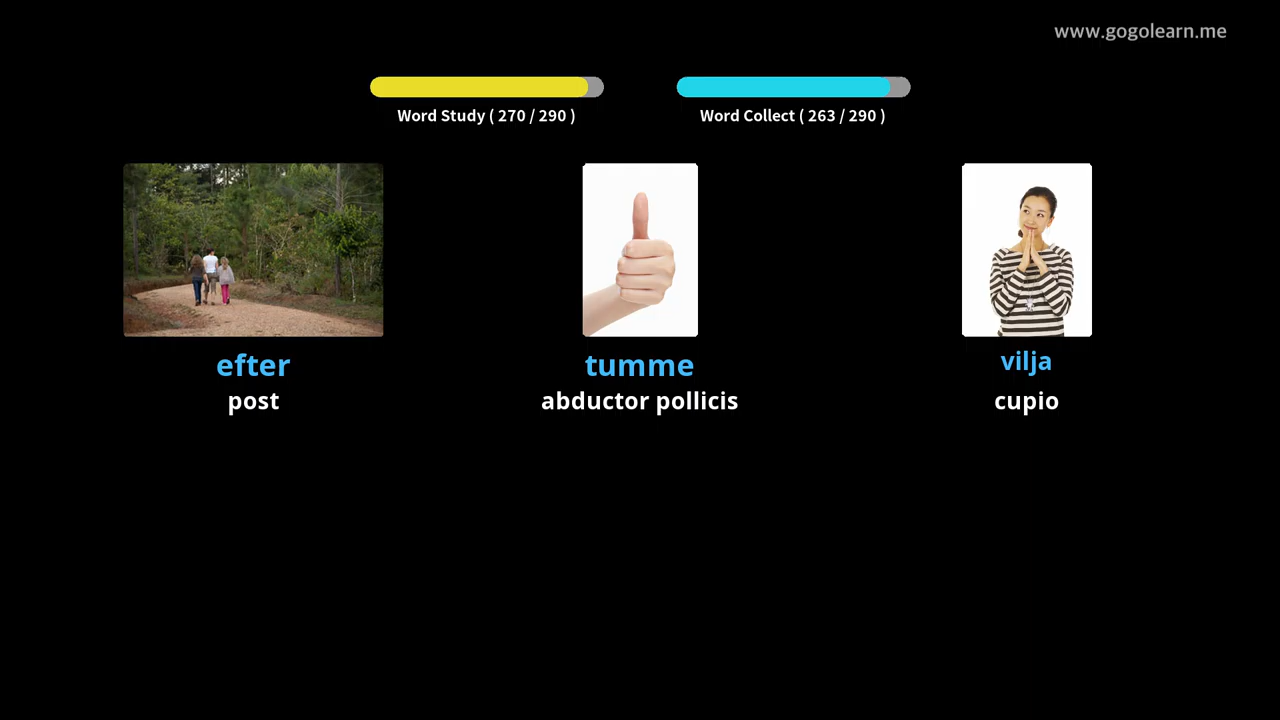 www.gogolearn.me
Word Study ( 270 / 290 )
Word Collect ( 263 / 290 )
efter
post
tumme
abductor pollicis
vilja
cupio